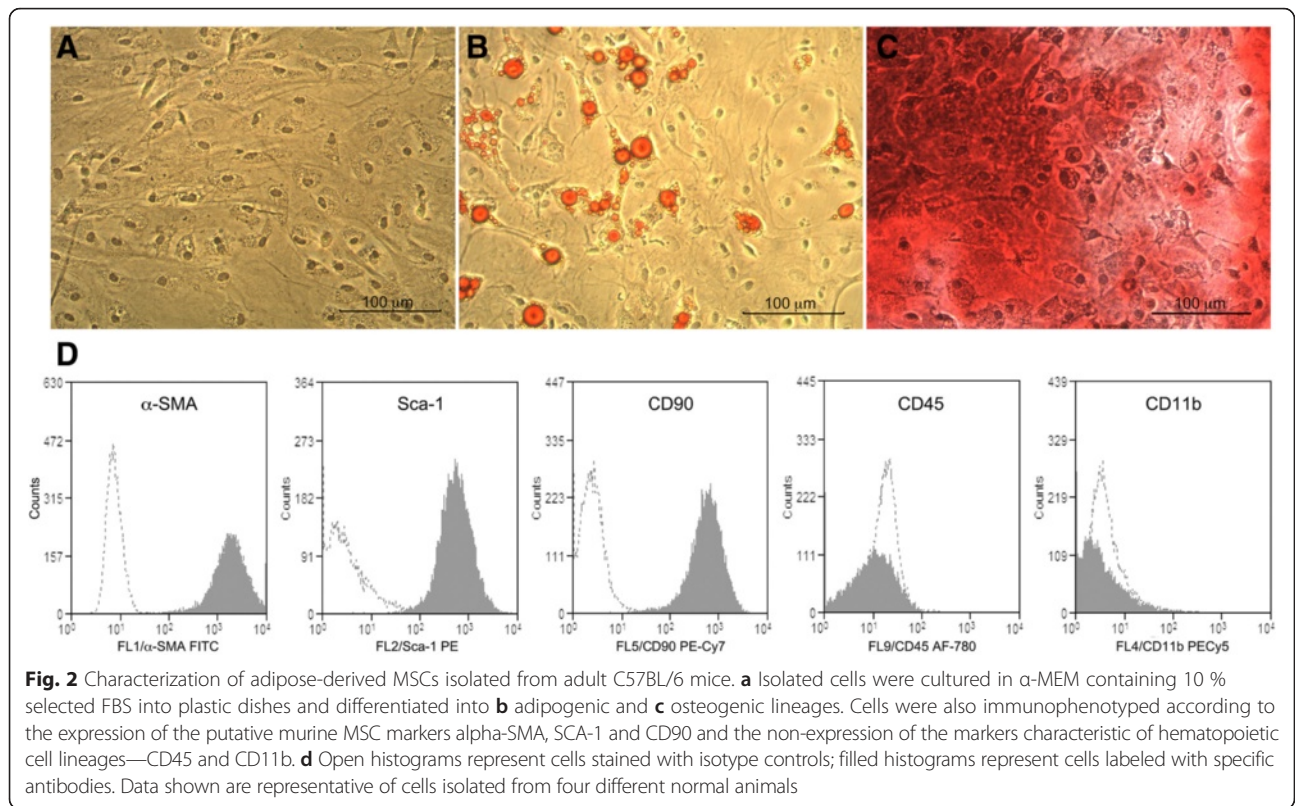 A B C
100 µm 100 µm 100 µm
D
630 472 315 157 0
Counts
α-SMA
10⁰ 10¹ 10² 10³ 10⁴
FL1/α-SMA FITC
364 273 182 91 0
Counts
Sca-1
10⁰ 10¹ 10² 10³ 10⁴
FL2/Sca-1 PE
447 335 223 111 0
Counts
CD90
10⁰ 10¹ 10² 10³ 10⁴
FL5/CD90 PE-Cy7
445 333 222 111 0
Counts
CD45
10⁰ 10¹ 10² 10³ 10⁴
FL9/CD45 AF-780
439 329 219 109 0
Counts
CD11b
10⁰ 10¹ 10² 10³ 10⁴
FL4/CD11b PECy5
Fig. 2 Characterization of adipose-derived MSCs isolated from adult C57BL/6 mice. a Isolated cells were cultured in α-MEM containing 10 %
selected FBS into plastic dishes and differentiated into b adipogenic and c osteogenic lineages. Cells were also immunophenotyped according to
the expression of the putative murine MSC markers alpha-SMA, SCA-1 and CD90 and the non-expression of the markers characteristic of hematopoietic
cell lineages—CD45 and CD11b. d Open histograms represent cells stained with isotype controls; filled histograms represent cells labeled with specific
antibodies. Data shown are representative of cells isolated from four different normal animals